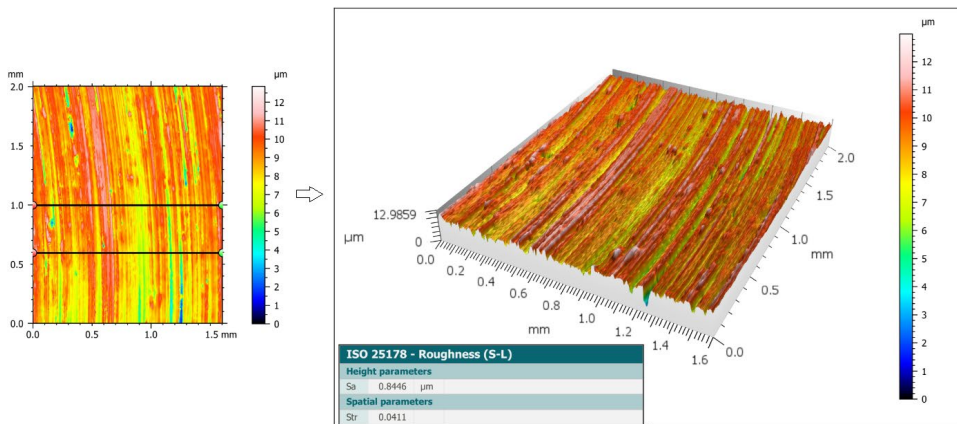 mm
2.0
1.5
1.0
0.5
0.0
0.0 0.5 1.0 1.5 mm
µm
12
11
10
9
8
7
6
5
4
3
2
1
0
12.9859
µm
0
0.0 0.2 0.4 0.6 0.8 1.0 1.2 1.4 1.6
mm
0.0
0.5
1.0
1.5
2.0
mm
µm
12
11
10
9
8
7
6
5
4
3
2
1
0
ISO 25178 - Roughness (S-L)
Height parameters
Sa 0.8446 µm
Spatial parameters
Str 0.0411